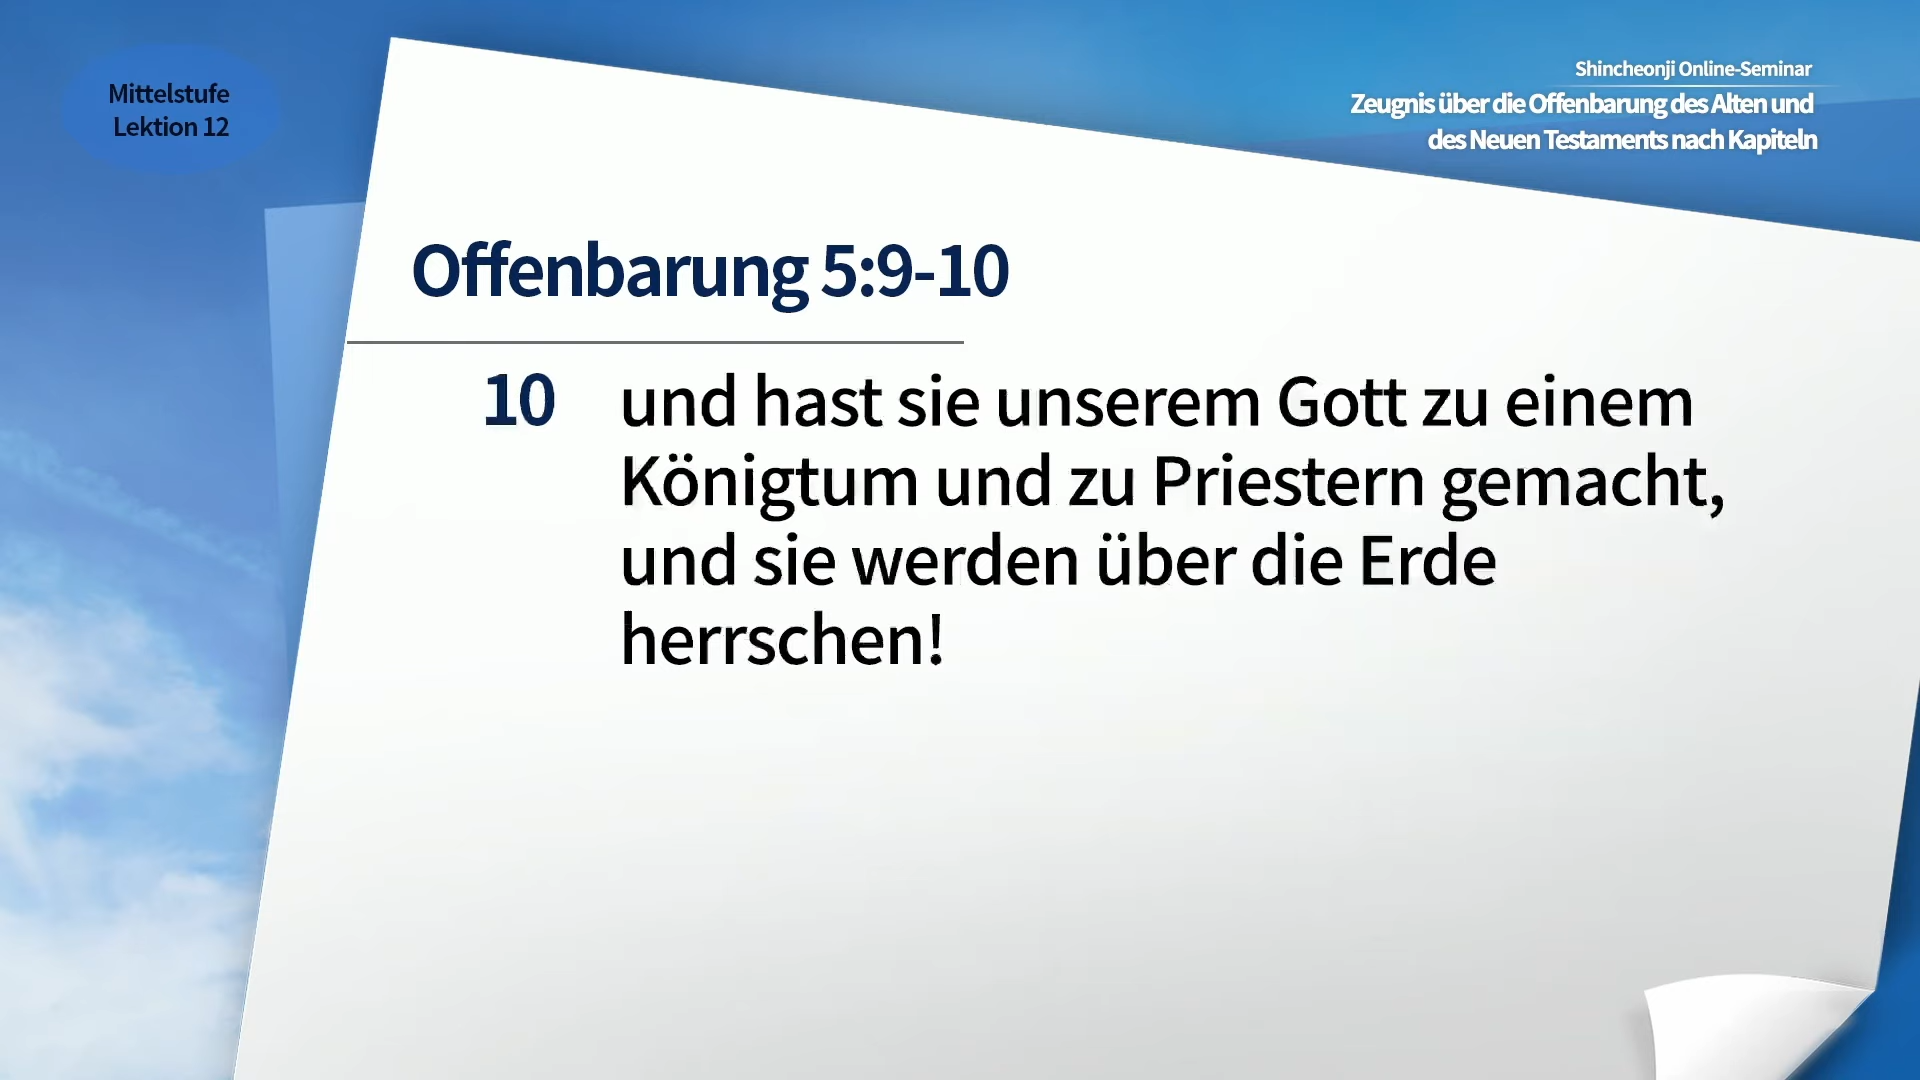 Mittelstufe
Lektion 12
Shincheonji Online-Seminar
Zeugnis über die Offenbarung des Alten und
des Neuen Testaments nach Kapiteln
Offenbarung 5:9-10
10 und hast sie unserem Gott zu einem
Königtum und zu Priestern gemacht,
und sie werden über die Erde
herrschen!